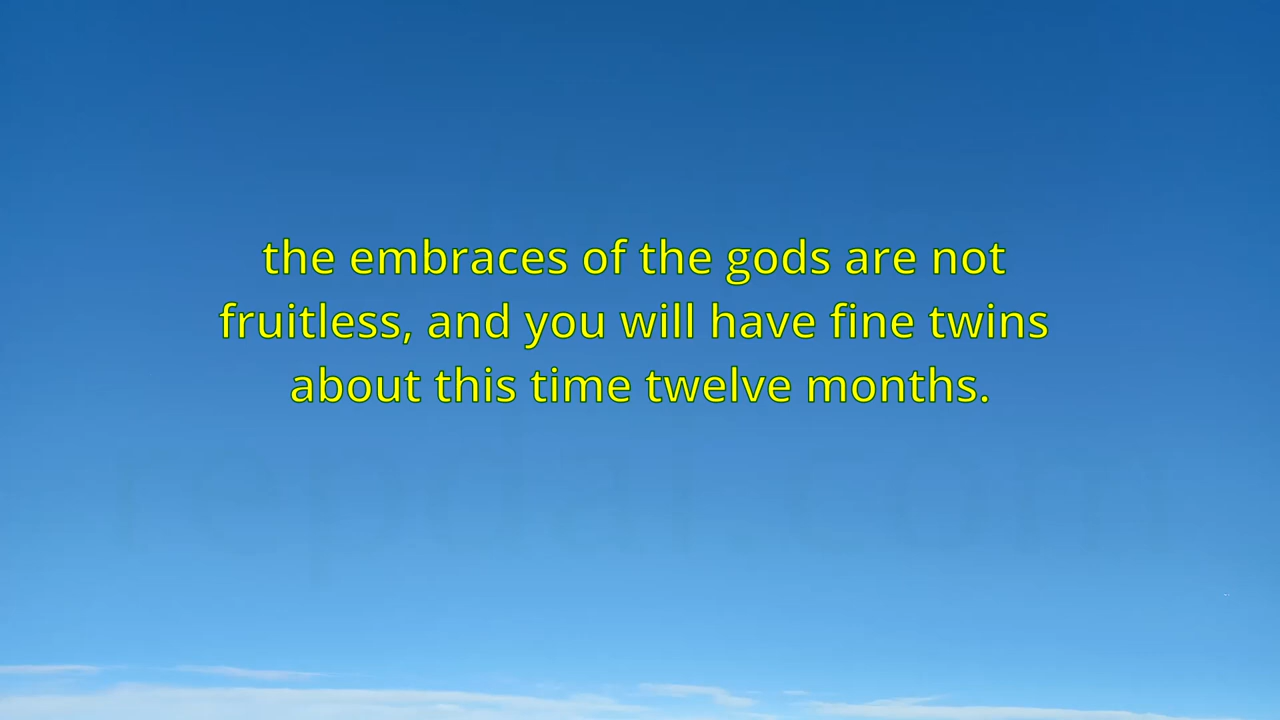 the embraces of the gods are not
fruitless, and you will have fine twins
about this time twelve months.